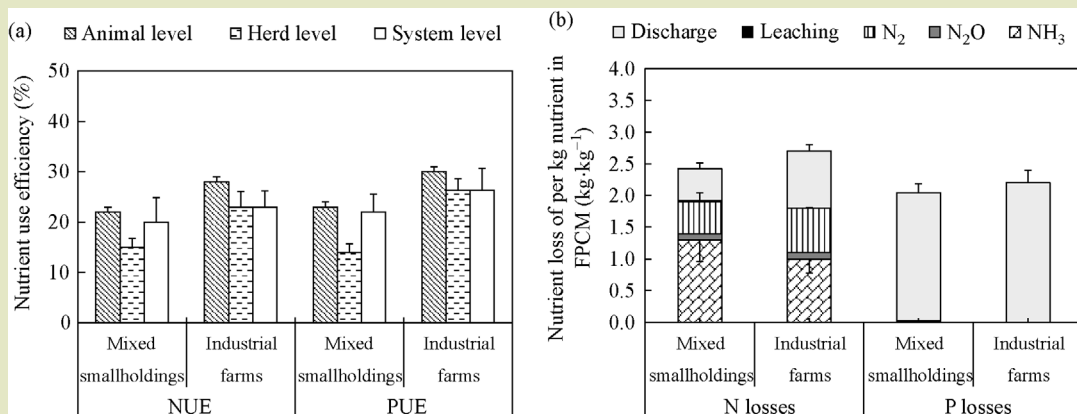 (a)
Animal level Herd level System level
Nutrient use efficiency (%)
50
40
30
20
10
0
Mixed smallholdings
Industrial farms
Mixed smallholdings
Industrial farms
NUE
PUE
(b)
Discharge Leaching N₂ N₂O NH₃
Nutrient loss of per kg nutrient in
FPCM (kg·kg⁻¹)
4.0
3.5
3.0
2.5
2.0
1.5
1.0
0.5
0.0
Mixed smallholdings
Industrial farms
Mixed smallholdings
Industrial farms
N losses
P losses